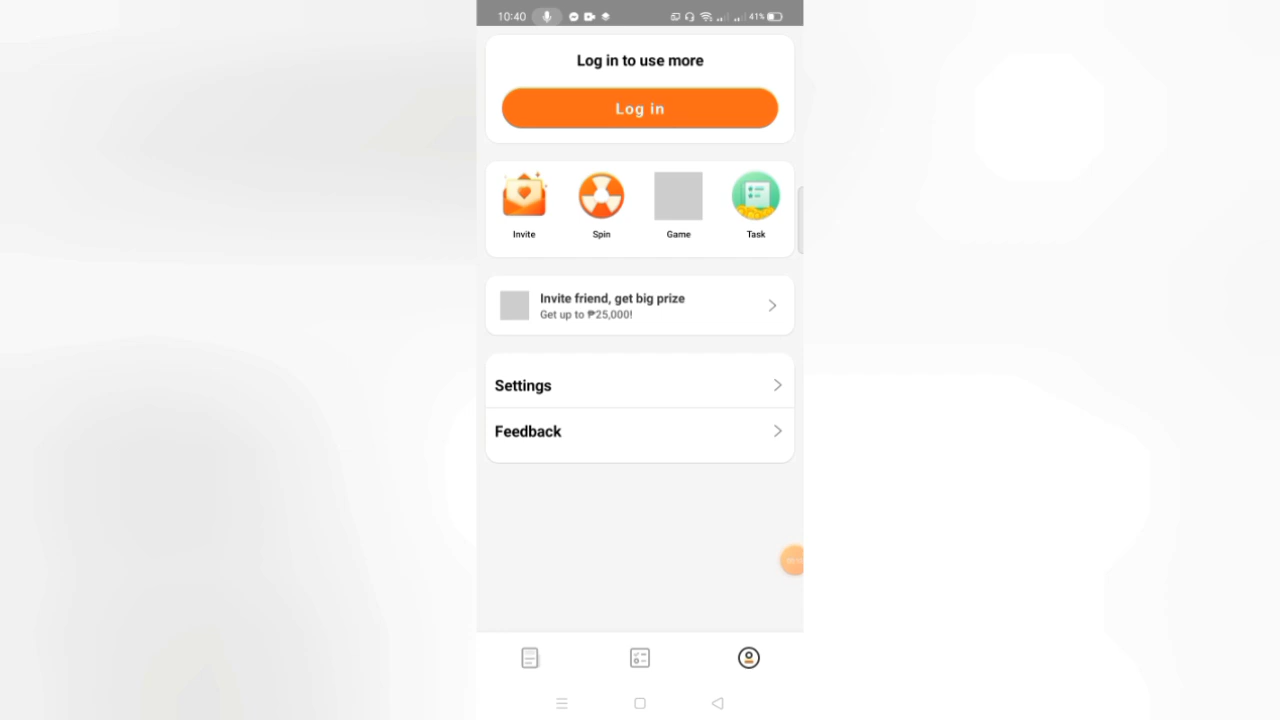 10:40 41%
Log in to use more
Log in
Invite Spin Game Task
Invite friend, get big prize
Get up to ₱25,000!
Settings
Feedback